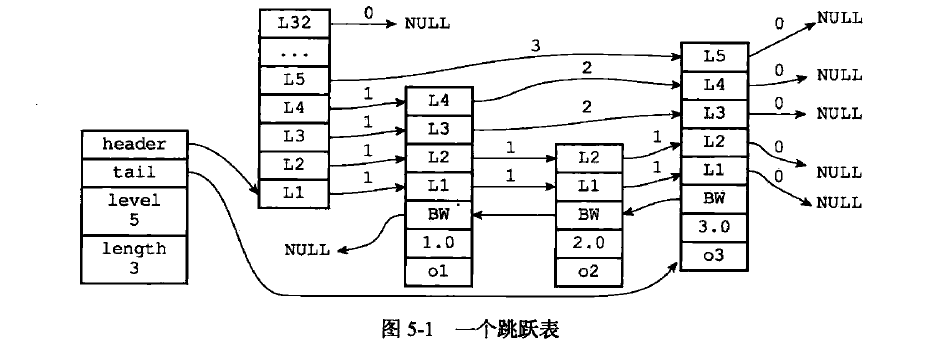 header
tail
level
5
length
3
L32
...
L5
L4
L3
L2
L1
0
NULL
3
1
1
1
1
L4
L3
L2
L1
BW
1.0
o1
NULL
2
2
1
1
L2
L1
BW
2.0
o2
1
1
L5
L4
L3
L2
L1
BW
3.0
o3
0
NULL
0
NULL
0
NULL
0
NULL
0
NULL
图 5-1 一个跳跃表